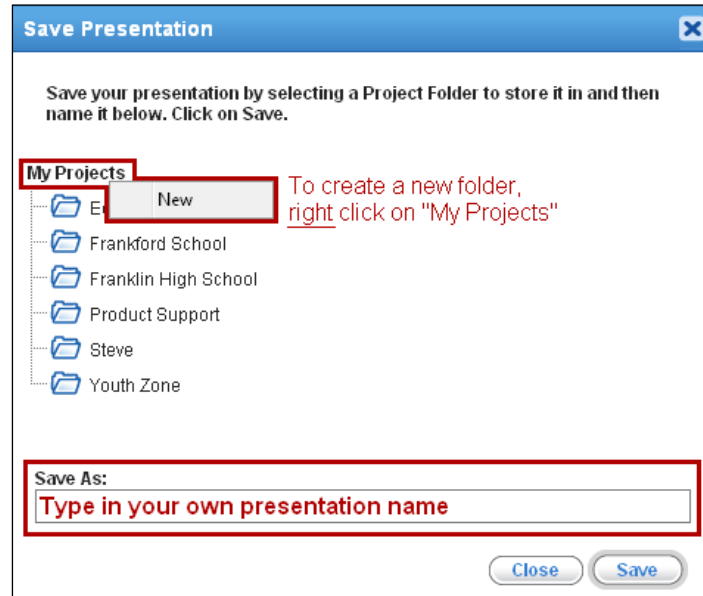 Save Presentation
Save your presentation by selecting a Project Folder to store it in and then
name it below. Click on Save.
My Projects
New
To create a new folder,
right click on "My Projects"
Frankford School
Franklin High School
Product Support
Steve
Youth Zone
Save As:
Type in your own presentation name
Close
Save